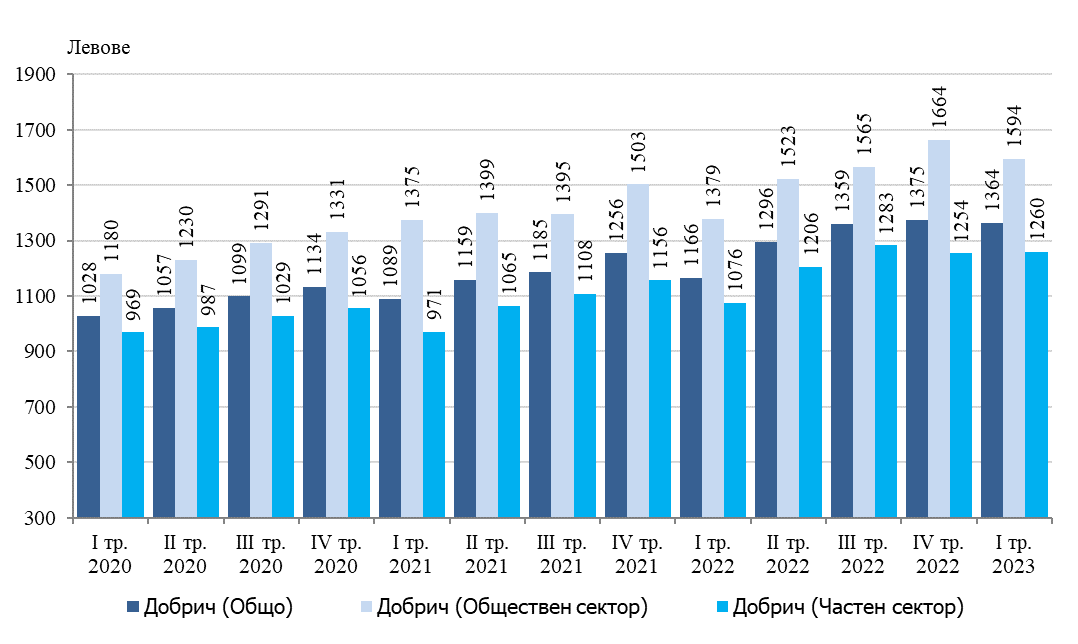 Левове
1900
1700
1500
1300
1100
900
700
500
300
1028 1180 969
1057 1230 987
1099 1291 1029
1134 1331 1056
1089 1375 971
1159 1399 1065
1185 1395 1108
1256 1503 1156
1166 1379 1076
1296 1523 1206
1359 1565 1283
1375 1664 1254
1364 1594 1260
I тр. II тр. III тр. IV тр. I тр. II тр. III тр. IV тр. I тр. II тр. III тр. IV тр. I тр.
2020 2020 2020 2020 2021 2021 2021 2021 2022 2022 2022 2022 2023
Добрич (Общо) Добрич (Обществен сектор) Добрич (Частен сектор)